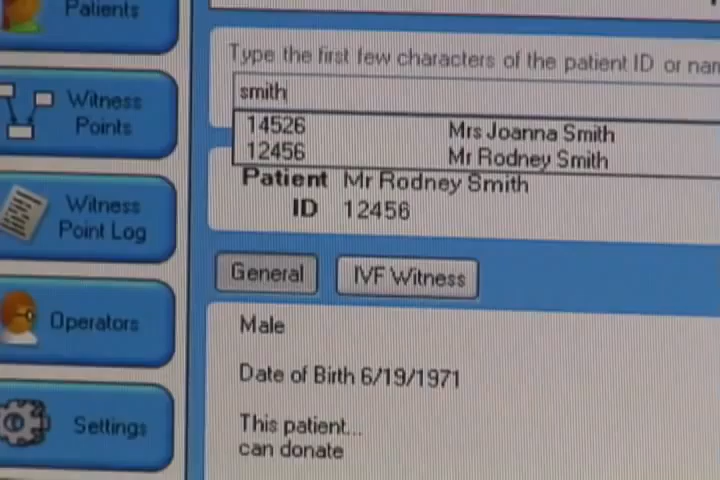 Patients
Witness
Points
Witness
Point Log
Operators
Settings
Type the first few characters of the patient ID or
smith
14526 Mrs Joanna Smith
12456 Mr Rodney Smith
Patient Mr Rodney Smith
ID 12456
General IVF Witness
Male
Date of Birth 6/19/1971
This patient...
can donate